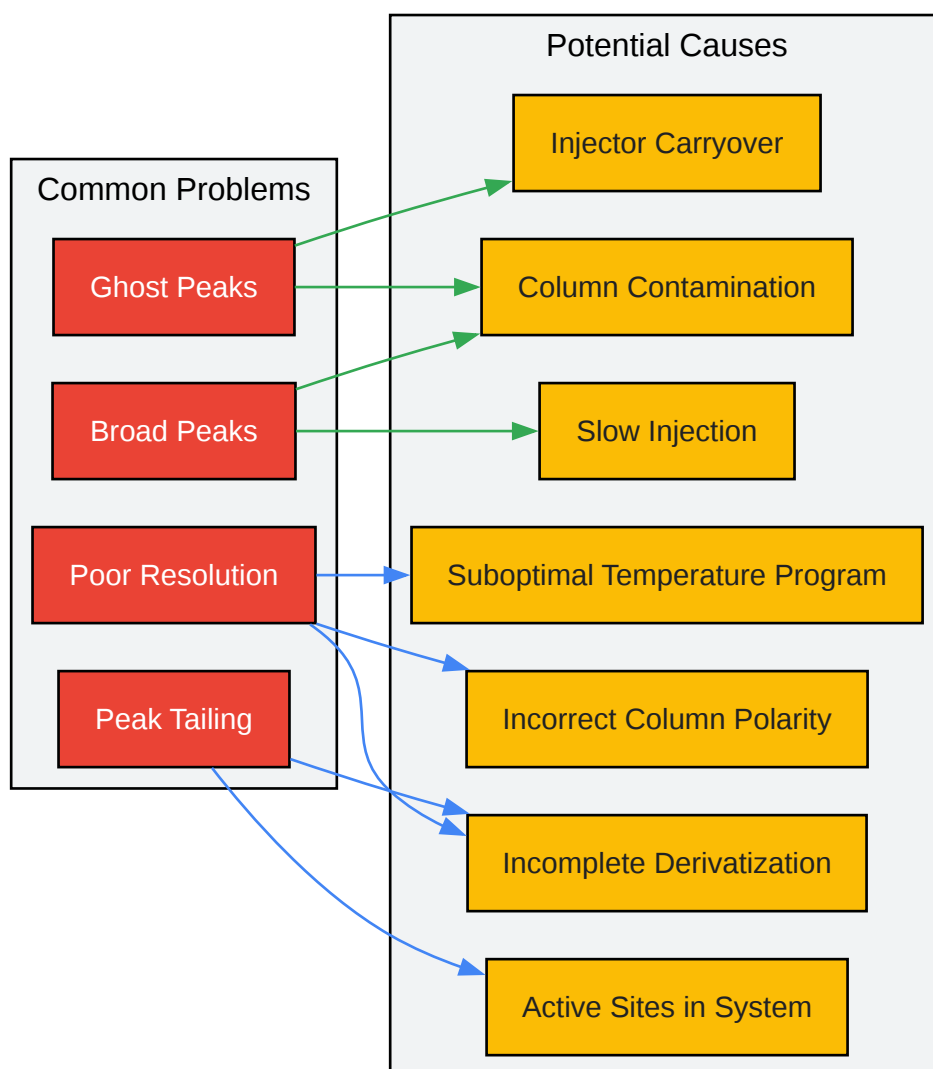 Potential Causes
Injector Carryover
Common Problems
Ghost Peaks
Column Contamination
Broad Peaks
Slow Injection
Poor Resolution
Suboptimal Temperature Program
Peak Tailing
Incorrect Column Polarity
Incomplete Derivatization
Active Sites in System